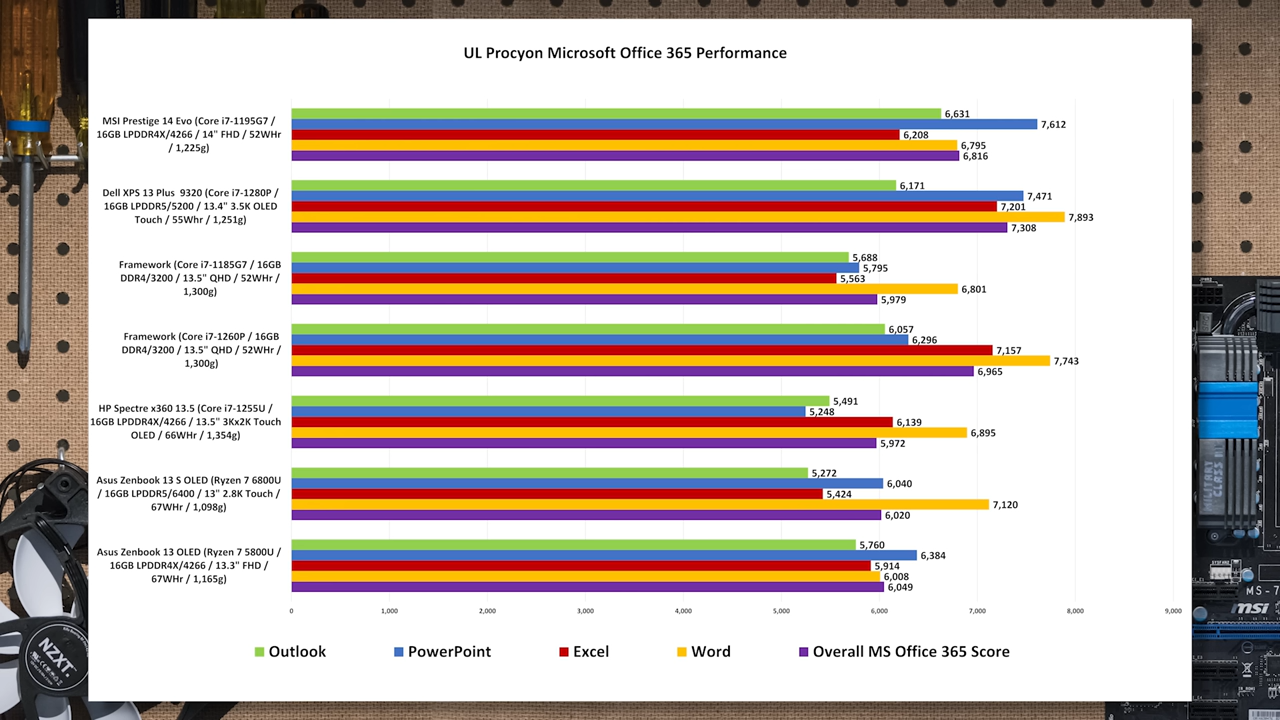 UL Procyon Microsoft Office 365 Performance
MSI Prestige 14 Evo (Core i7-1195G7 /
16GB LPDDR4X/4266 / 14" FHD / 52WHr
/ 1,225g)
6,631
7,612
6,208
6,795
6,816
Dell XPS 13 Plus 9320 (Core i7-1280P /
16GB LPDDR5/5200 / 13.4" 3.5K OLED
Touch / 55Whr / 1,251g)
6,171
7,471
7,201
7,893
7,308
Framework (Core i7-1185G7 / 16GB
DDR4/3200 / 13.5" QHD / 52WHr /
1,300g)
5,688
5,795
5,563
6,801
5,979
Framework (Core i7-1260P / 16GB
DDR4/3200 / 13.5" QHD / 52WHr /
1,300g)
6,057
6,296
7,157
7,743
6,965
HP Spectre x360 13.5 (Core i7-1255U /
16GB LPDDR4X/4266 / 13.5" 3Kx2K Touch
OLED / 66WHr / 1,354g)
5,491
5,248
6,139
6,895
5,972
Asus Zenbook 13 S OLED (Ryzen 7 6800U
/ 16GB LPDDR5/6400 / 13" 2.8K Touch /
67WHr / 1,098g)
5,272
6,040
5,424
7,120
6,020
Asus Zenbook 13 OLED (Ryzen 7 5800U /
16GB LPDDR4X/4266 / 13.3" FHD /
67WHr / 1,165g)
5,760
6,384
5,914
6,008
6,049
0 1,000 2,000 3,000 4,000 5,000 6,000 7,000 8,000 9,000
Outlook PowerPoint Excel Word Overall MS Office 365 Score
NZXT
MILITARY
CLASS III
MS-7
msi